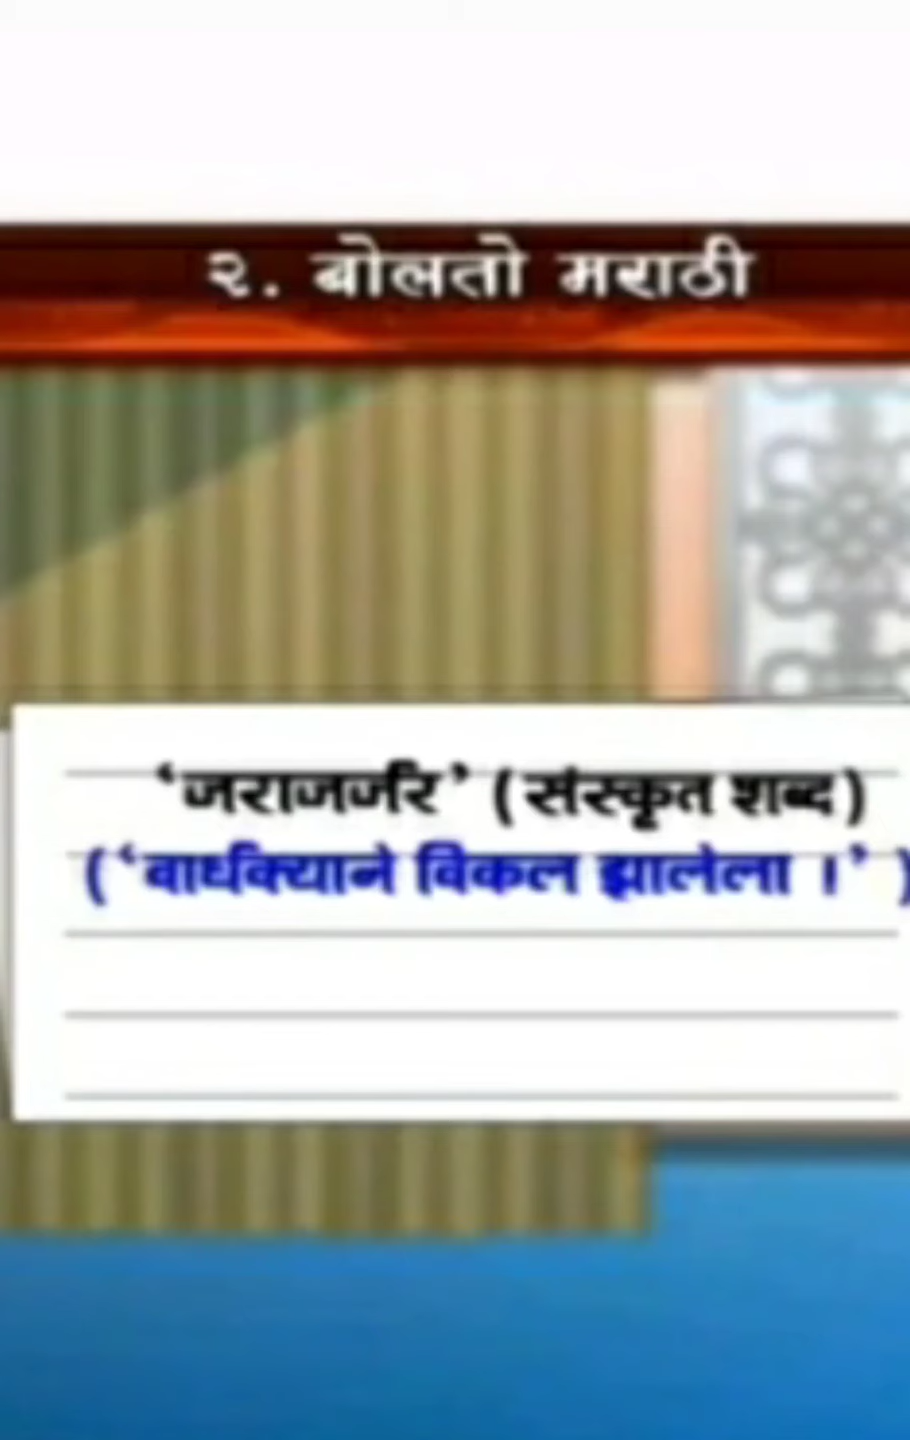 २. बोलतो मराठी
‘जराजर्जर’ (संस्कृत शब्द)
(‘वार्धक्याने विकल झालेला ।’ )